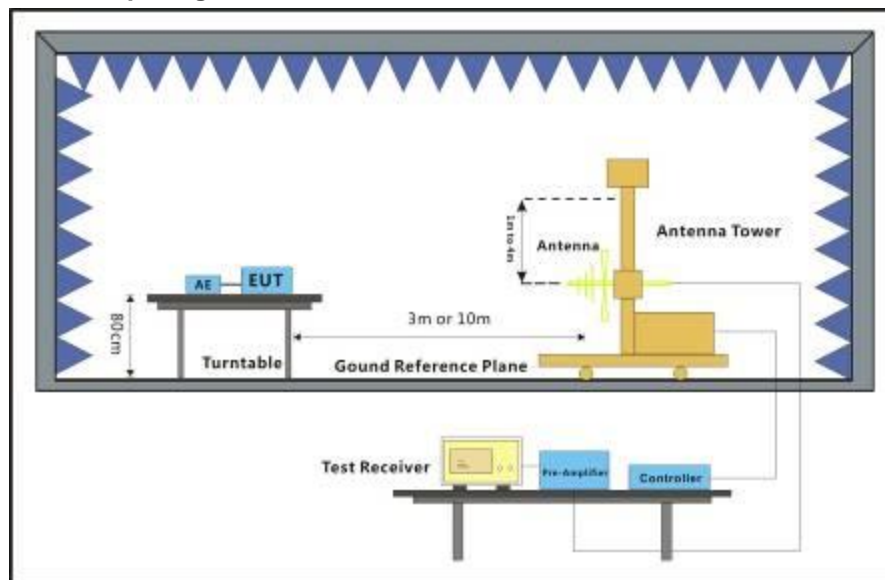 1m to 4m
Antenna
Antenna Tower
AE
EUT
80cm
3m or 10m
Turntable
Gound Reference Plane
Test Receiver
Pre-Amplifier
Controller